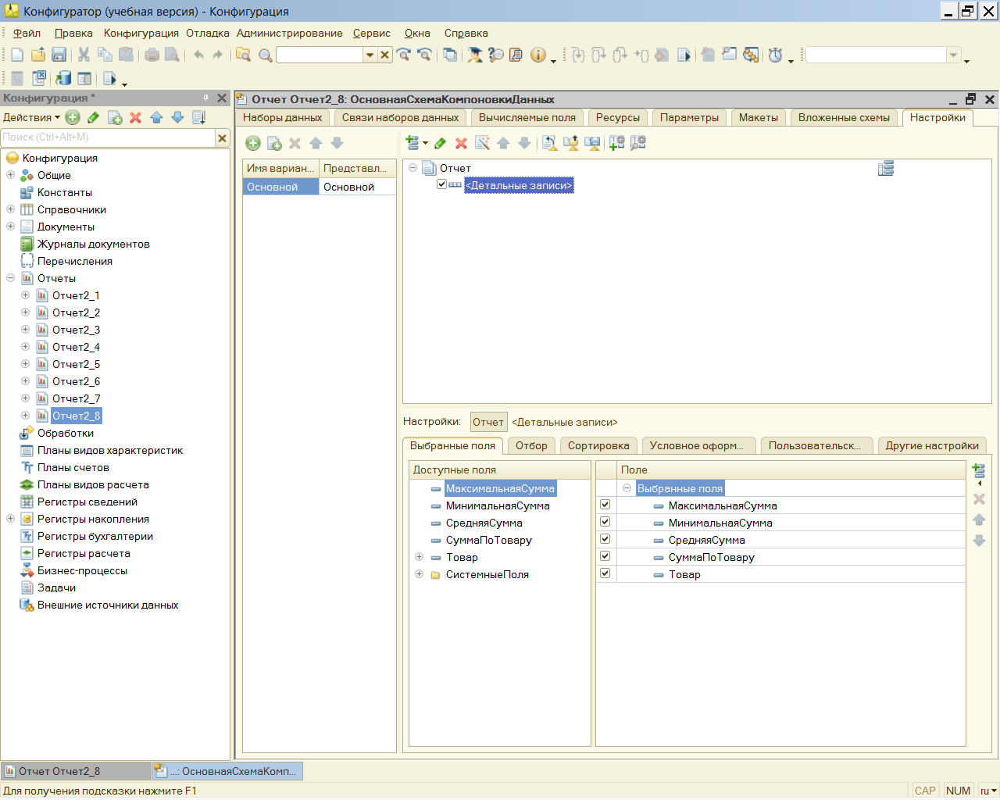 Конфигуратор (учебная версия) - Конфигурация
Файл Правка Конфигурация Отладка Администрирование Сервис Окна Справка
Конфигурация *
Действия
Поиск (Ctrl+Alt+M)
Конфигурация
Общие
Константы
Справочники
Документы
Журналы документов
Перечисления
Отчеты
Отчет2_1
Отчет2_2
Отчет2_3
Отчет2_4
Отчет2_5
Отчет2_6
Отчет2_7
Отчет2_8
Обработки
Планы видов характеристик
Планы счетов
Планы видов расчета
Регистры сведений
Регистры накопления
Регистры бухгалтерии
Регистры расчета
Бизнес-процессы
Задачи
Внешние источники данных
Отчет Отчет2_8: ОсновнаяСхемаКомпоновкиДанных
Наборы данных Связи наборов данных Вычисляемые поля Ресурсы Параметры Макеты Вложенные схемы Настройки
Имя вариан... Представл...
Основной Основной
Отчет
<Детальные записи>
Настройки: Отчет <Детальные записи>
Выбранные поля Отбор Сортировка Условное оформ... Пользовательск... Другие настройки
Доступные поля
МаксимальнаяСумма
МинимальнаяСумма
СредняяСумма
СуммаПоТовару
Товар
СистемныеПоля
Поле
Выбранные поля
МаксимальнаяСумма
МинимальнаяСумма
СредняяСумма
СуммаПоТовару
Товар
Отчет Отчет2_8 ...: ОсновнаяСхемаКомп...
Для получения подсказки нажмите F1 CAP NUM ru